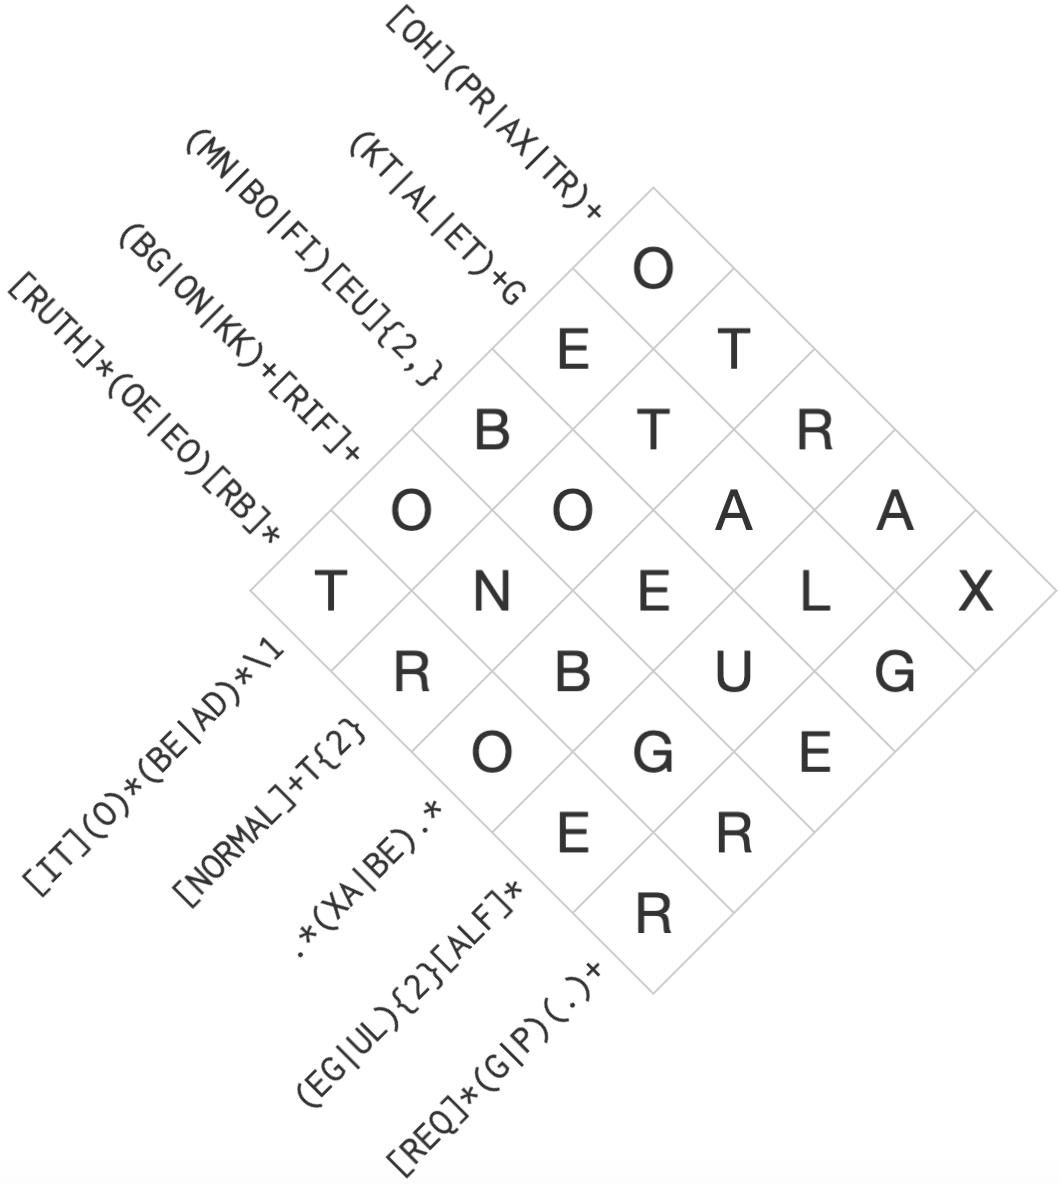 [OH](PR|AX|TR)+
(KT|AL|ET)+G
(MN|BO|FI)[EU]{2,}
(BG|ON|KK)+[RIF]+
[RUTH]*(OE|EO)[RB]*
O
E T
B T R
O O A A
T N E L X
R B U G
O G E
E R
R
[IT](O)*(BE|AD)*\1
[NORMAL]+T{2}
.*(XA|BE).*
(EG|UL){2}[ALF]*
[REQ]*(G|P)(.)+